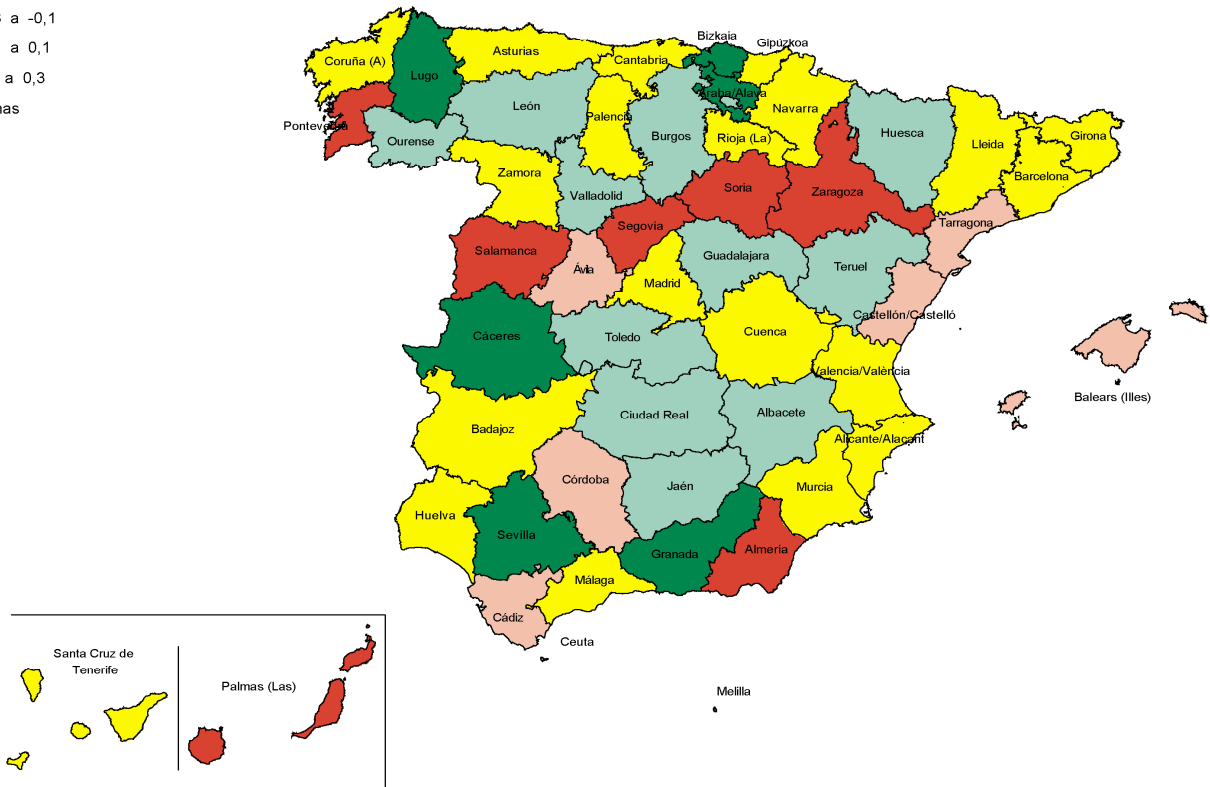 a -0,1
a 0,1
a 0,3
Bizkaia
Gipúzkoa
Asturias
Cantabria
Coruña (A)
Lugo
Araba/Alava
León
Navarra
Palencia
Pontevedra
Burgos
Rioja (La)
Huesca
Girona
Ourense
Lleida
Zamora
Barcelona
Valladolid
Soria
Zaragoza
Segovia
Tarragona
Salamanca
Guadalajara
Ávila
Teruel
Madrid
Castellón/Castelló
Cáceres
Toledo
Cuenca
Valencia/València
Balears (Illes)
Ciudad Real
Albacete
Badajoz
Alicante/Alacant
Córdoba
Jaén
Murcia
Huelva
Sevilla
Granada
Almería
Málaga
Cádiz
Ceuta
Santa Cruz de
Tenerife
Palmas (Las)
Melilla